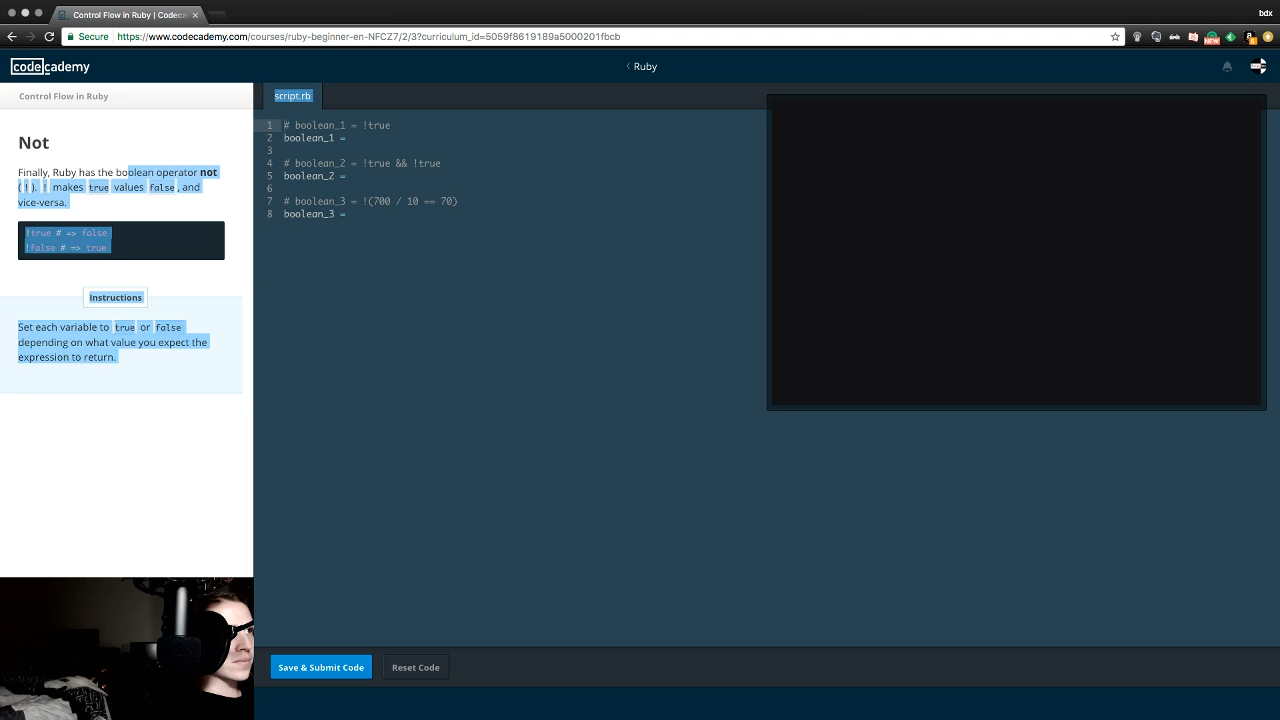 Control Flow in Ruby | Codec
bdx
Secure
https://www.codecademy.com/courses/ruby-beginner-en-NFCZ7/2/3?curriculum_id=5059f8619189a5000201fbcb
NEW
codecademy
Ruby
Control Flow in Ruby
Not
Finally, Ruby has the boolean operator not
( ! ). ! makes true values false , and
vice-versa.
!true # => false
!false # => true
Instructions
Set each variable to true or false
depending on what value you expect the
expression to return.
script.rb
1 # boolean_1 = !true
2 boolean_1 =
3
4 # boolean_2 = !true && !true
5 boolean_2 =
6
7 # boolean_3 = !(700 / 10 == 70)
8 boolean_3 =
Save & Submit Code
Reset Code